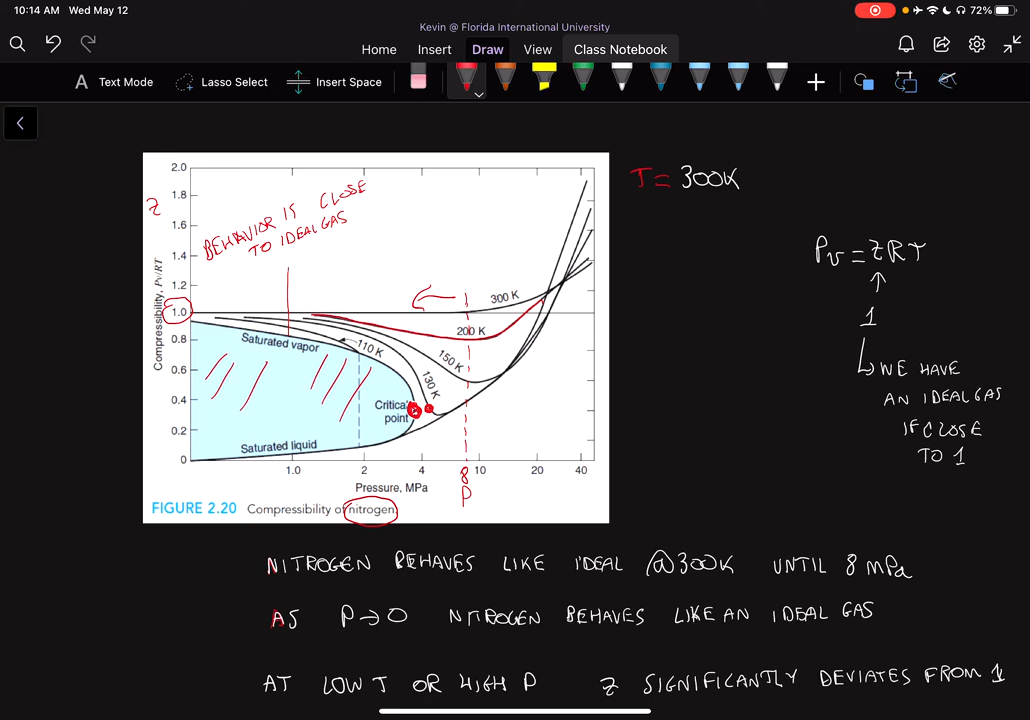 10:14 AM Wed May 12
72%
Kevin @ Florida International University
Home Insert Draw View Class Notebook
Text Mode Lasso Select Insert Space
2.0
1.8
1.6
1.4
1.2
1.0
0.8
0.6
0.4
0.2
0
Z
Compressibility, Pv/RT
BEHAVIOR IS CLOSE
TO IDEAL GAS
300 K
200 K
150 K
130 K
110 K
Saturated vapor
Critical
point
Saturated liquid
1.0 2 4 10 20 40
8
P
Pressure, MPa
FIGURE 2.20 Compressibility of nitrogen.
T = 300K
Pv = ZRT
1
WE HAVE
AN IDEAL GAS
IF CLOSE
TO 1
NITROGEN BEHAVES LIKE IDEAL @300K UNTIL 8 MPa
AS P→0 NITROGEN BEHAVES LIKE AN IDEAL GAS
AT LOW T OR HIGH P Z SIGNIFICANTLY DEVIATES FROM 1